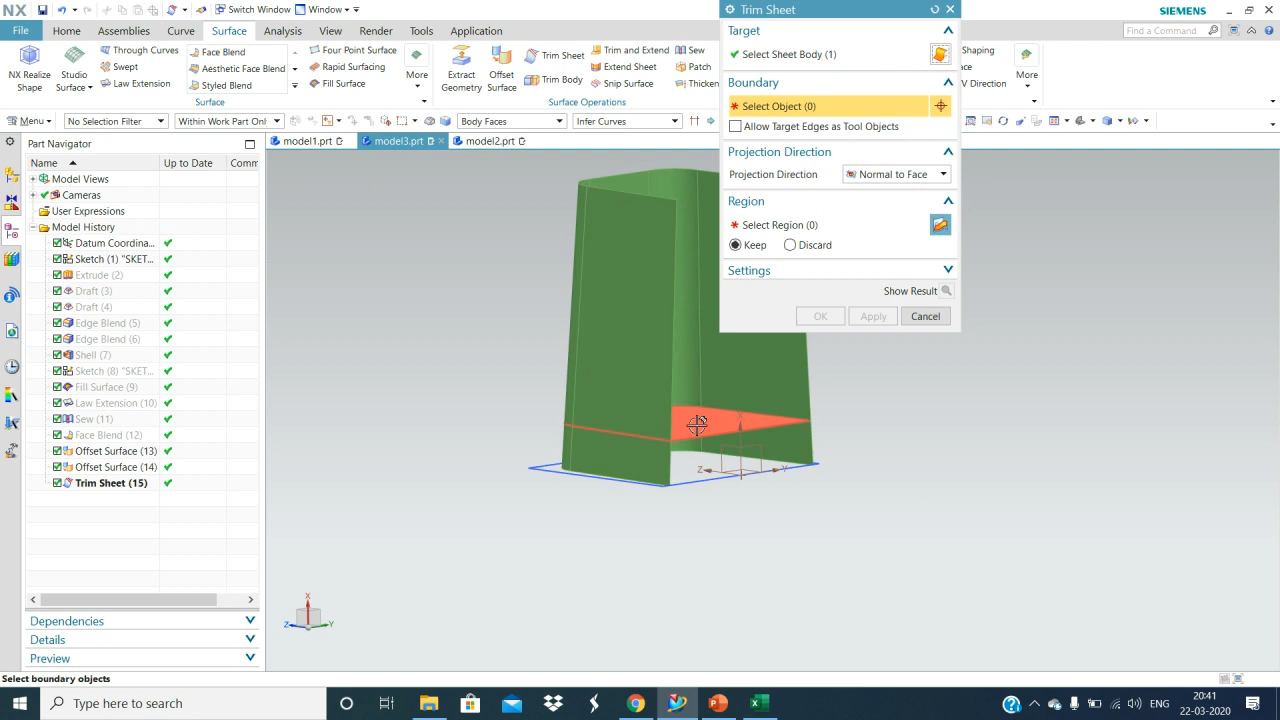 NX
Switch Window
Window
Trim Sheet
SIEMENS
File
Home
Assemblies
Curve
Surface
Analysis
View
Render
Tools
Application
Find a Command
NX Realize Shape
Studio Surface
Through Curves
Swept
Law Extension
Face Blend
Aesthetic Face Blend
Styled Blend
Four Point Surface
Rapid Surfacing
Fill Surface
More
Surface
Extract Geometry
Offset Surface
Trim Sheet
Trim Body
Trim and Extend
Extend Sheet
Snip Surface
Sew
Patch
Thicken
Surface Operations
Shaping
ace
V Direction
More
Menu
No Selection Filter
Within Work Part Onl
Body Faces
Infer Curves
Target
Select Sheet Body (1)
Boundary
* Select Object (0)
Allow Target Edges as Tool Objects
Projection Direction
Projection Direction
Normal to Face
Region
* Select Region (0)
Keep
Discard
Settings
Show Result
OK
Apply
Cancel
model1.prt
model3.prt
model2.prt
Part Navigator
Name
Up to Date
Comm
Model Views
Cameras
User Expressions
Model History
Datum Coordina...
Sketch (1) "SKET...
Extrude (2)
Draft (3)
Draft (4)
Edge Blend (5)
Edge Blend (6)
Shell (7)
Sketch (8) "SKET...
Fill Surface (9)
Law Extension (10)
Sew (11)
Face Blend (12)
Offset Surface (13)
Offset Surface (14)
Trim Sheet (15)
X
Z
Y
X
Z
Y
Dependencies
Details
Preview
Select boundary objects
Type here to search
ENG
20:41
22-03-2020